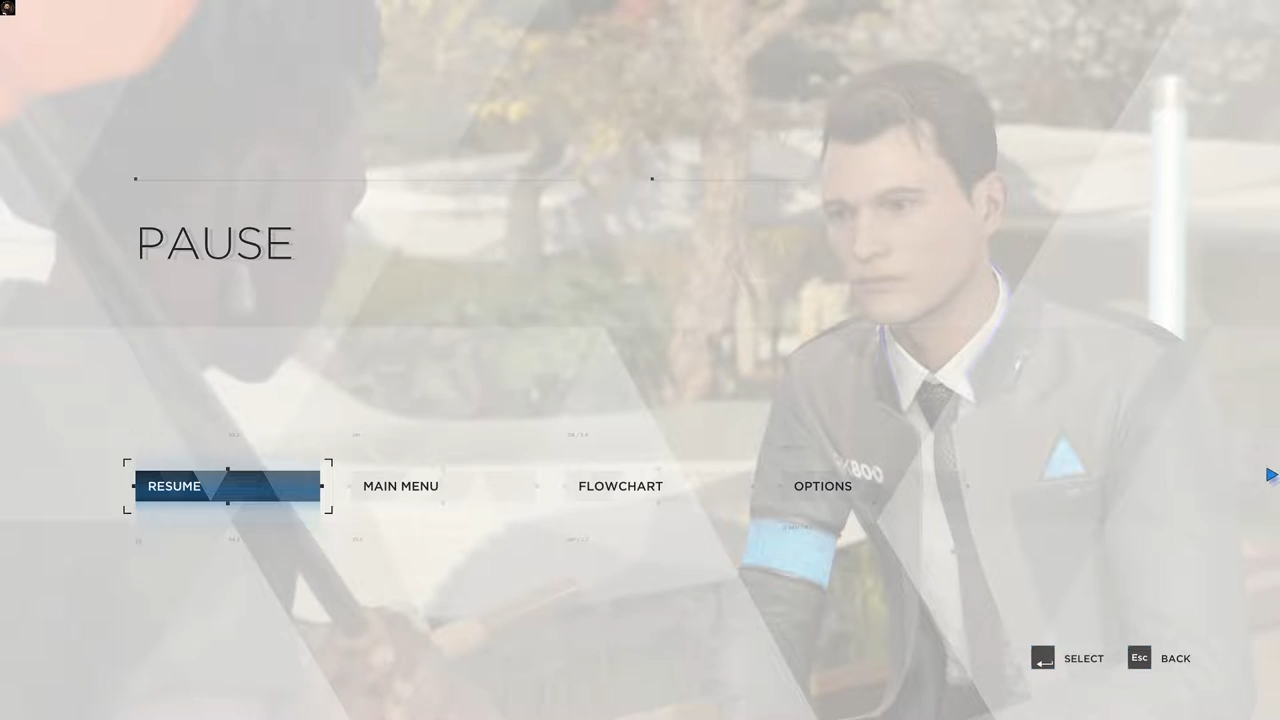 PAUSE
RESUME
MAIN MENU
FLOWCHART
OPTIONS
SELECT
Esc
BACK